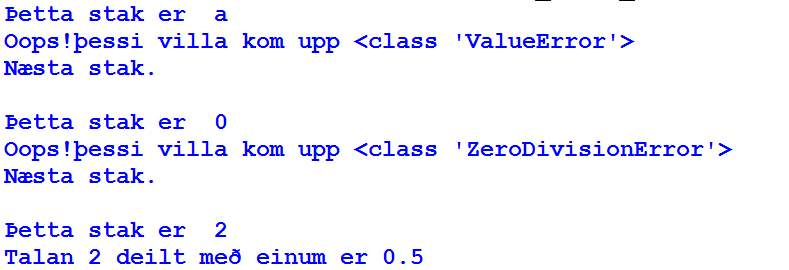 Þetta stak er  a
Oops!þessi villa kom upp <class 'ValueError'>
Næsta stak.
Þetta stak er  0
Oops!þessi villa kom upp <class 'ZeroDivisionError'>
Næsta stak.
Þetta stak er  2
Talan 2 deilt með einum er 0.5